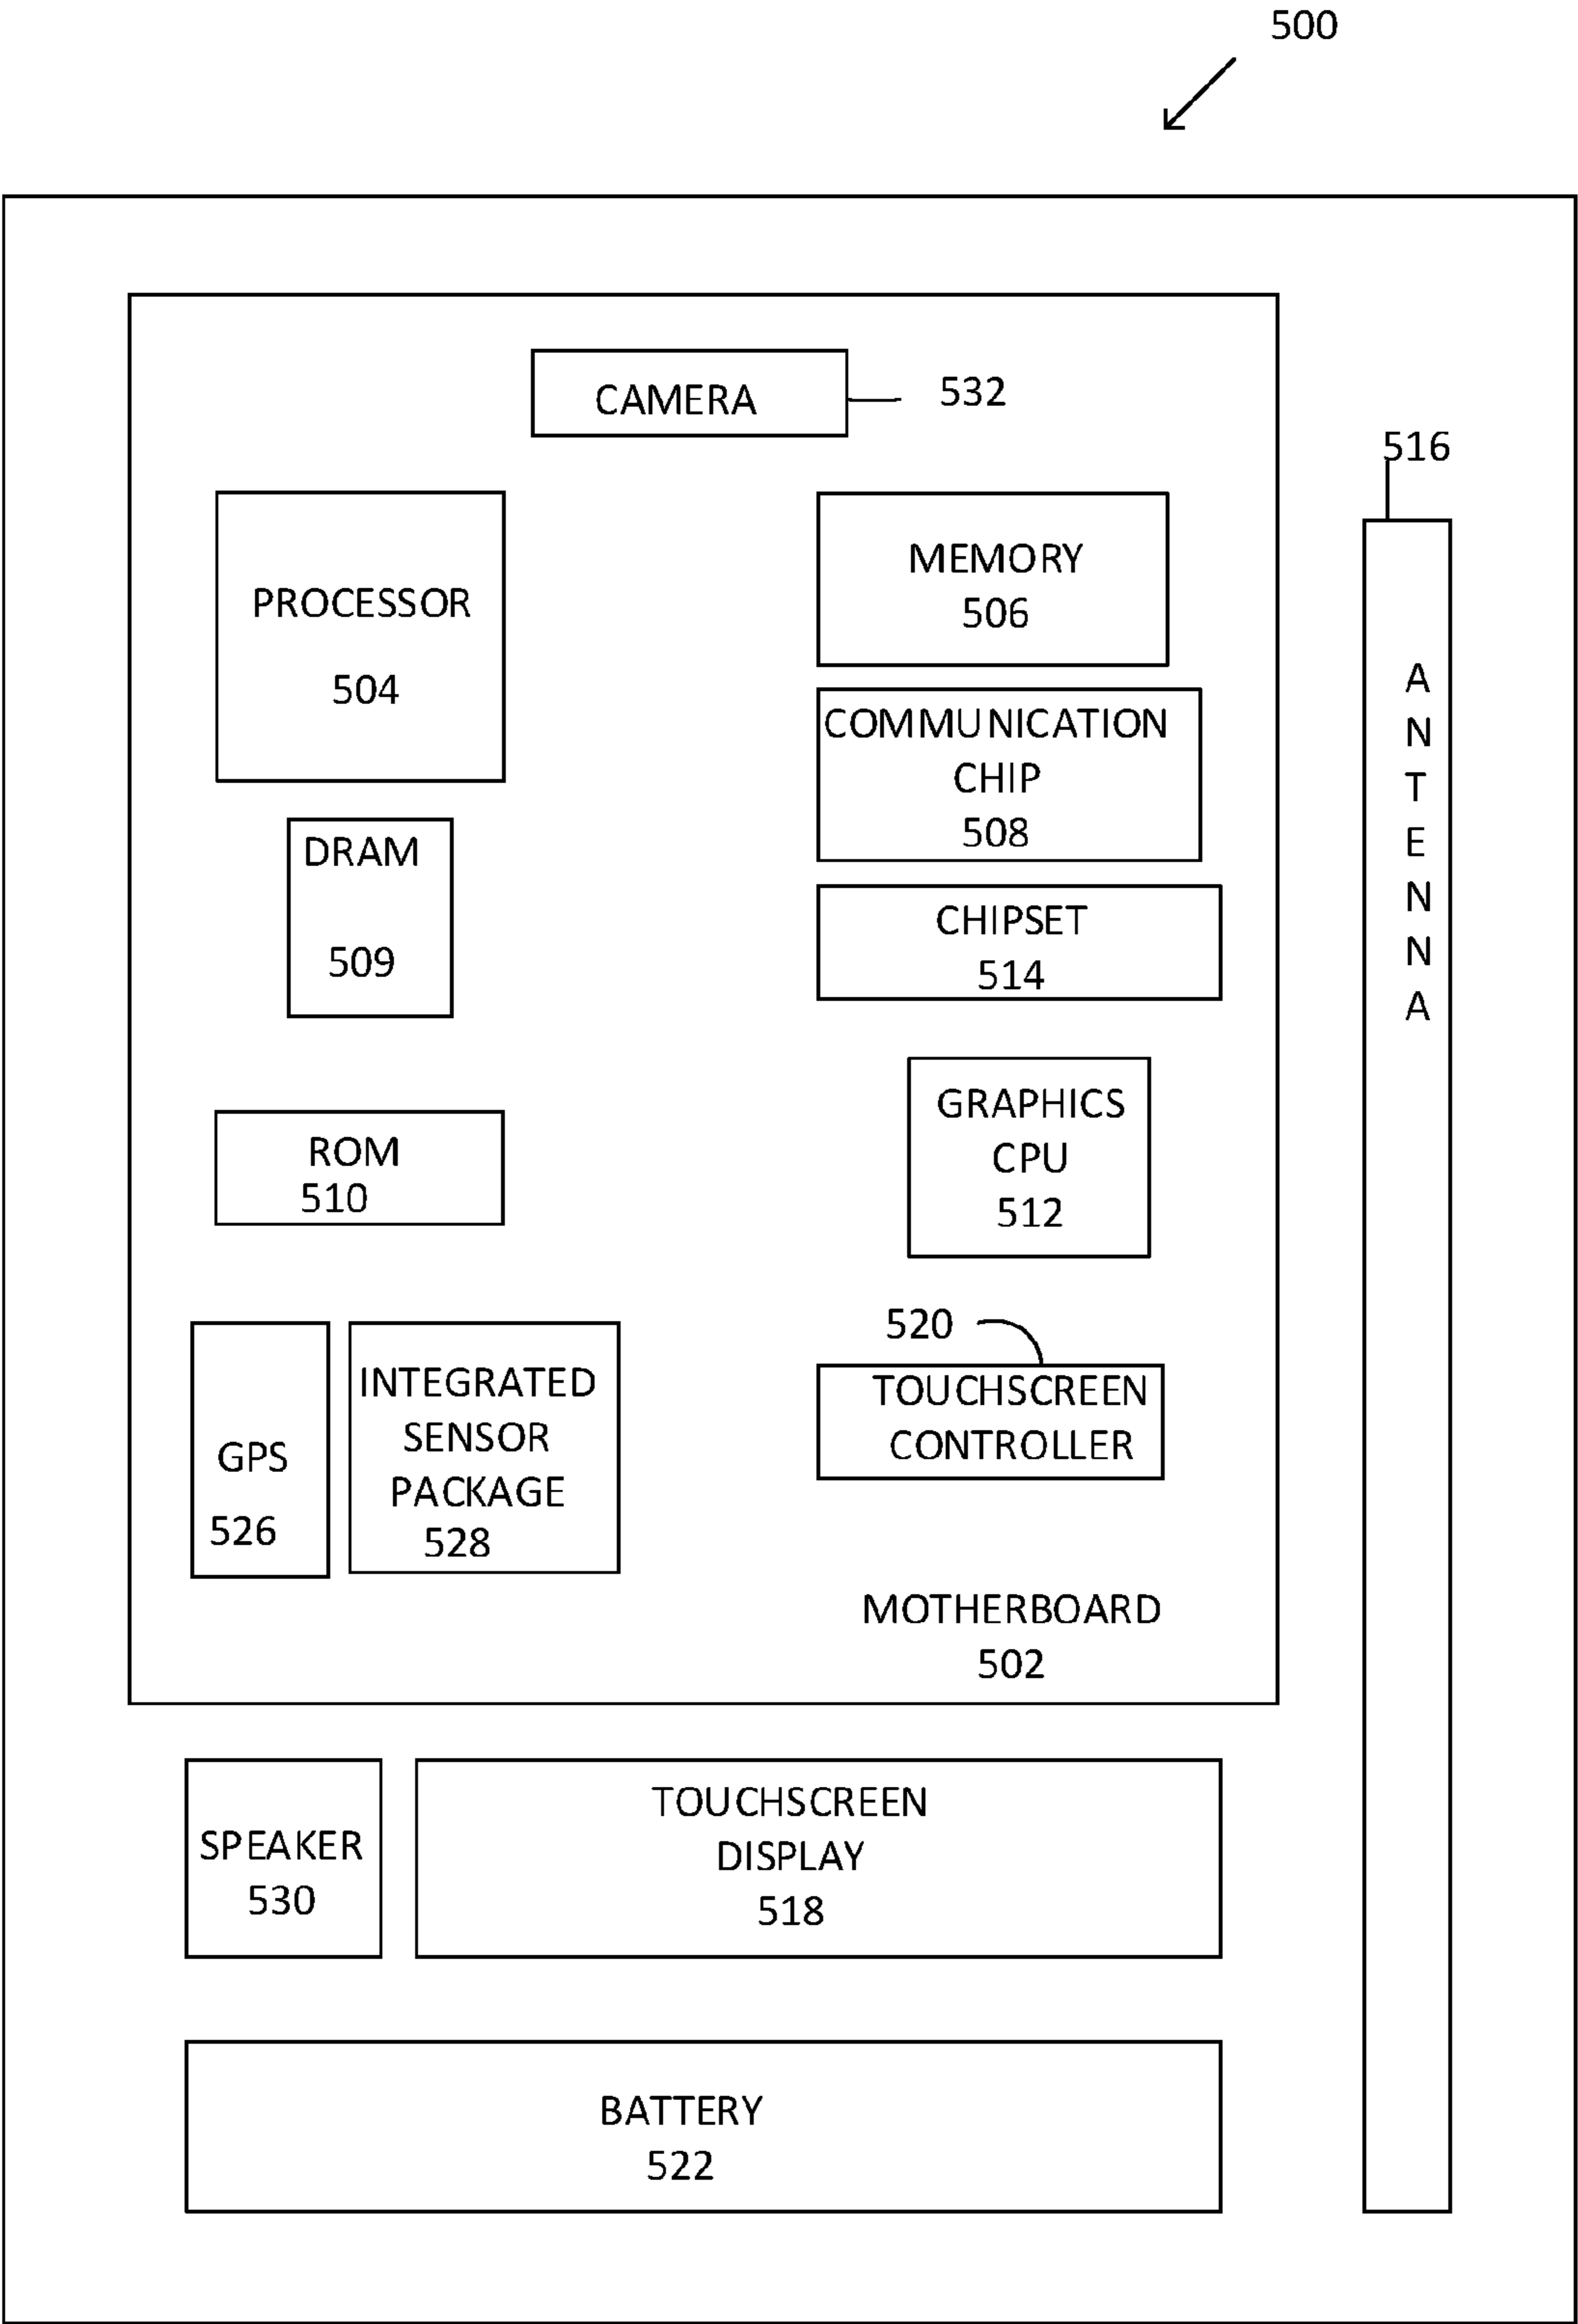 500
CAMERA
532
516
PROCESSOR
504
MEMORY
506
COMMUNICATION
CHIP
508
DRAM
509
CHIPSET
514
ANTENNA
GRAPHICS
CPU
512
ROM
510
520
TOUCHSCREEN
CONTROLLER
GPS
526
INTEGRATED
SENSOR
PACKAGE
528
MOTHERBOARD
502
SPEAKER
530
TOUCHSCREEN
DISPLAY
518
BATTERY
522